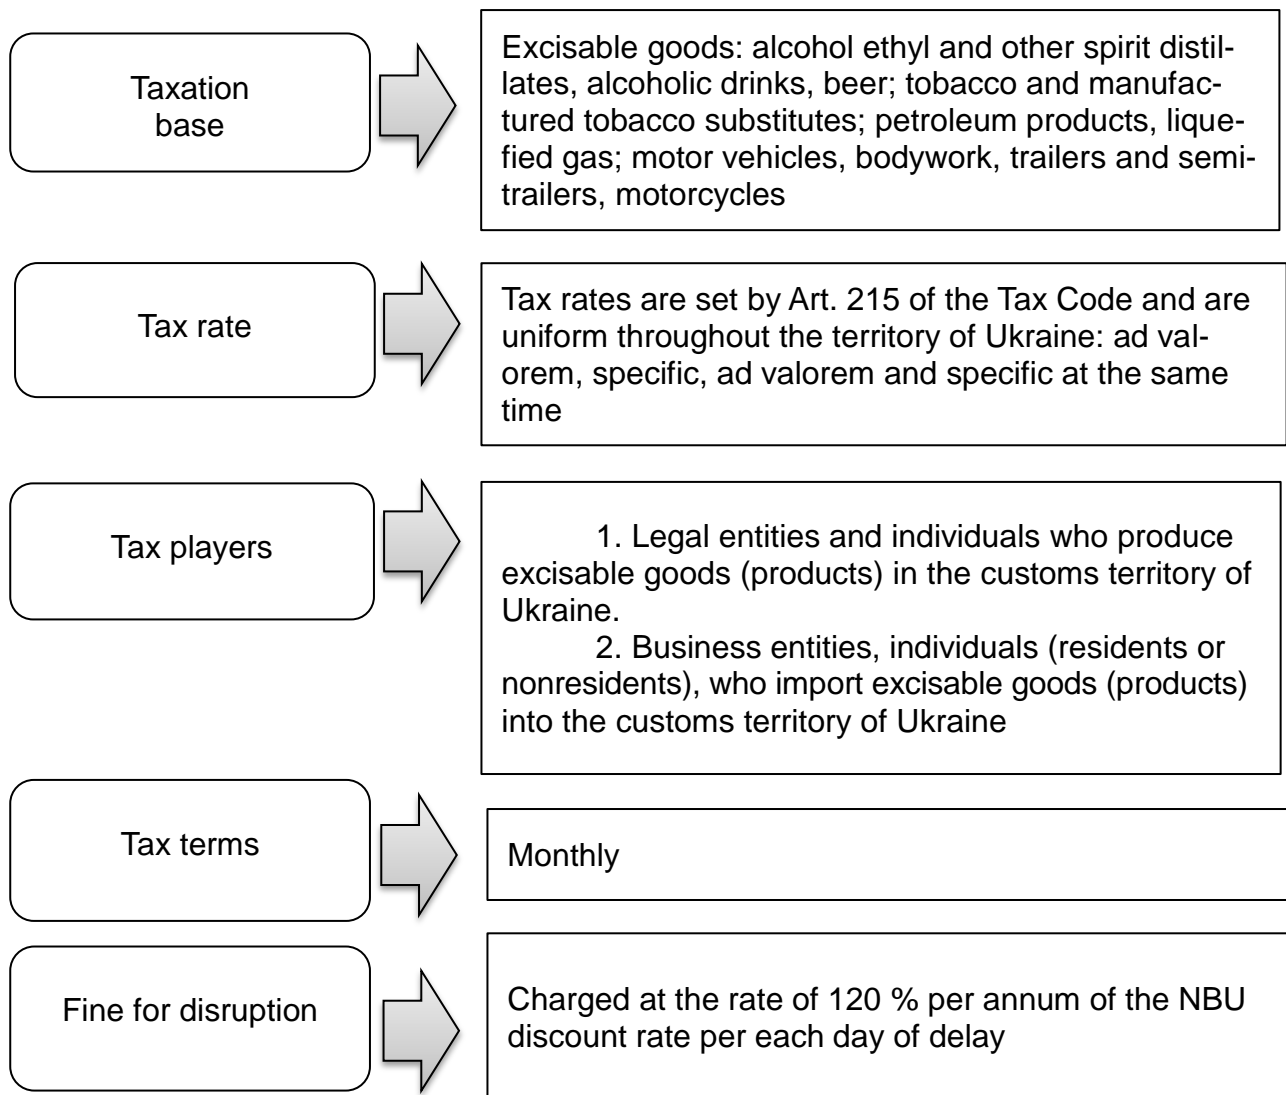 Taxation
base
Excisable goods: alcohol ethyl and other spirit distil-
lates, alcoholic drinks, beer; tobacco and manufac-
tured tobacco substitutes; petroleum products, lique-
fied gas; motor vehicles, bodywork, trailers and semi-
trailers, motorcycles
Tax rate
Tax rates are set by Art. 215 of the Tax Code and are
uniform throughout the territory of Ukraine: ad val-
orem, specific, ad valorem and specific at the same
time
Tax players
1. Legal entities and individuals who produce
excisable goods (products) in the customs territory of
Ukraine.
2. Business entities, individuals (residents or
nonresidents), who import excisable goods (products)
into the customs territory of Ukraine
Tax terms
Monthly
Fine for disruption
Charged at the rate of 120 % per annum of the NBU
discount rate per each day of delay